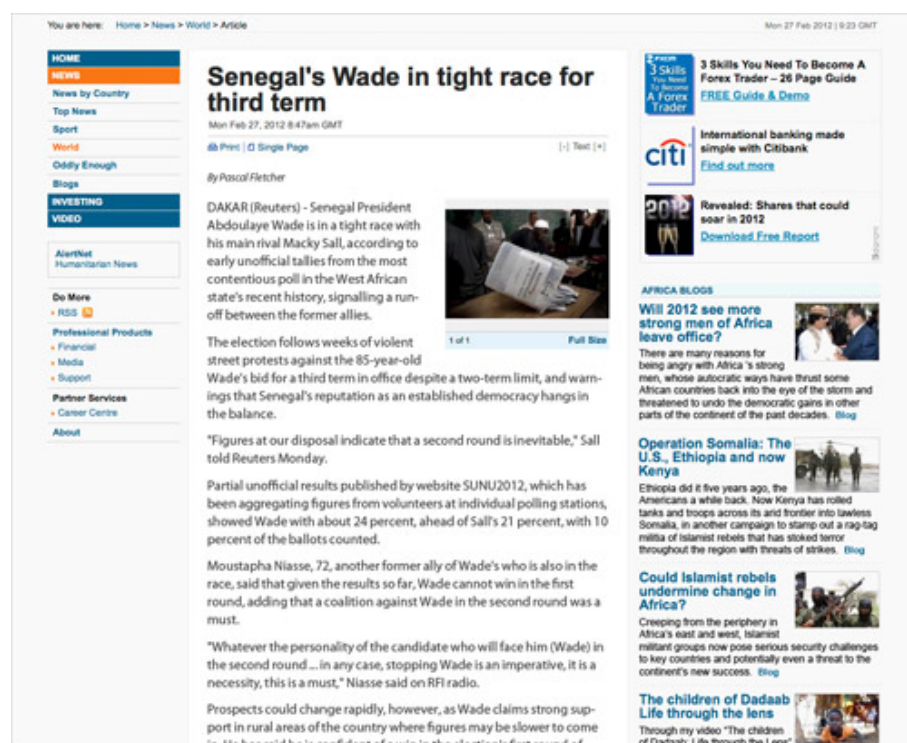 You are here: Home > News > World > Article
Mon 27 Feb 2012 | 9:23 GMT
HOME
NEWS
News by Country
Top News
Sport
World
Oddly Enough
Blogs
INVESTING
VIDEO
AlertNet
Humanitarian News
Do More
RSS
Professional Products
Financial
Media
Support
Partner Services
Career Centre
About
Senegal's Wade in tight race for
third term
Mon Feb 27, 2012 8:47am GMT
Print | Single Page
[-] Text [+]
By Pascal Fletcher
DAKAR (Reuters) - Senegal President
Abdoulaye Wade is in a tight race with
his main rival Macky Sall, according to
early unofficial tallies from the most
contentious poll in the West African
state's recent history, signalling a run-
off between the former allies.
1 of 1
Full Size
The election follows weeks of violent
street protests against the 85-year-old
Wade's bid for a third term in office despite a two-term limit, and warn-
ings that Senegal's reputation as an established democracy hangs in
the balance.
"Figures at our disposal indicate that a second round is inevitable," Sall
told Reuters Monday.
Partial unofficial results published by website SUNU2012, which has
been aggregating figures from volunteers at individual polling stations,
showed Wade with about 24 percent, ahead of Sall's 21 percent, with 10
percent of the ballots counted.
Moustapha Niasse, 72, another former ally of Wade's who is also in the
race, said that given the results so far, Wade cannot win in the first
round, adding that a coalition against Wade in the second round was a
must.
"Whatever the personality of the candidate who will face him (Wade) in
the second round ... in any case, stopping Wade is an imperative, it is a
necessity, this is a must," Niasse said on RFI radio.
Prospects could change rapidly, however, as Wade claims strong sup-
port in rural areas of the country where figures may be slower to come
3 Skills
You Need
To Become
A Forex
Trader
3 Skills You Need To Become A
Forex Trader – 26 Page Guide
FREE Guide & Demo
citi
International banking made
simple with Citibank
Find out more
2012
Revealed: Shares that could
soar in 2012
Download Free Report
AFRICA BLOGS
Will 2012 see more
strong men of Africa
leave office?
There are many reasons for
being angry with Africa 's strong
men, whose autocratic ways have thrust some
African countries back into the eye of the storm and
threatened to undo the democratic gains in other
parts of the continent of the past decades. Blog
Operation Somalia: The
U.S., Ethiopia and now
Kenya
Ethiopia did it five years ago, the
Americans a while back. Now Kenya has rolled
tanks and troops across its arid frontier into lawless
Somalia, in another campaign to stamp out a rag-tag
militia of Islamist rebels that has stoked terror
throughout the region with threats of strikes. Blog
Could Islamist rebels
undermine change in
Africa?
Creeping from the periphery in
Africa's east and west, Islamist
militant groups now pose serious security challenges
to key countries and potentially even a threat to the
continent's new success. Blog
The children of Dadaab
Life through the lens
Through my video "The children